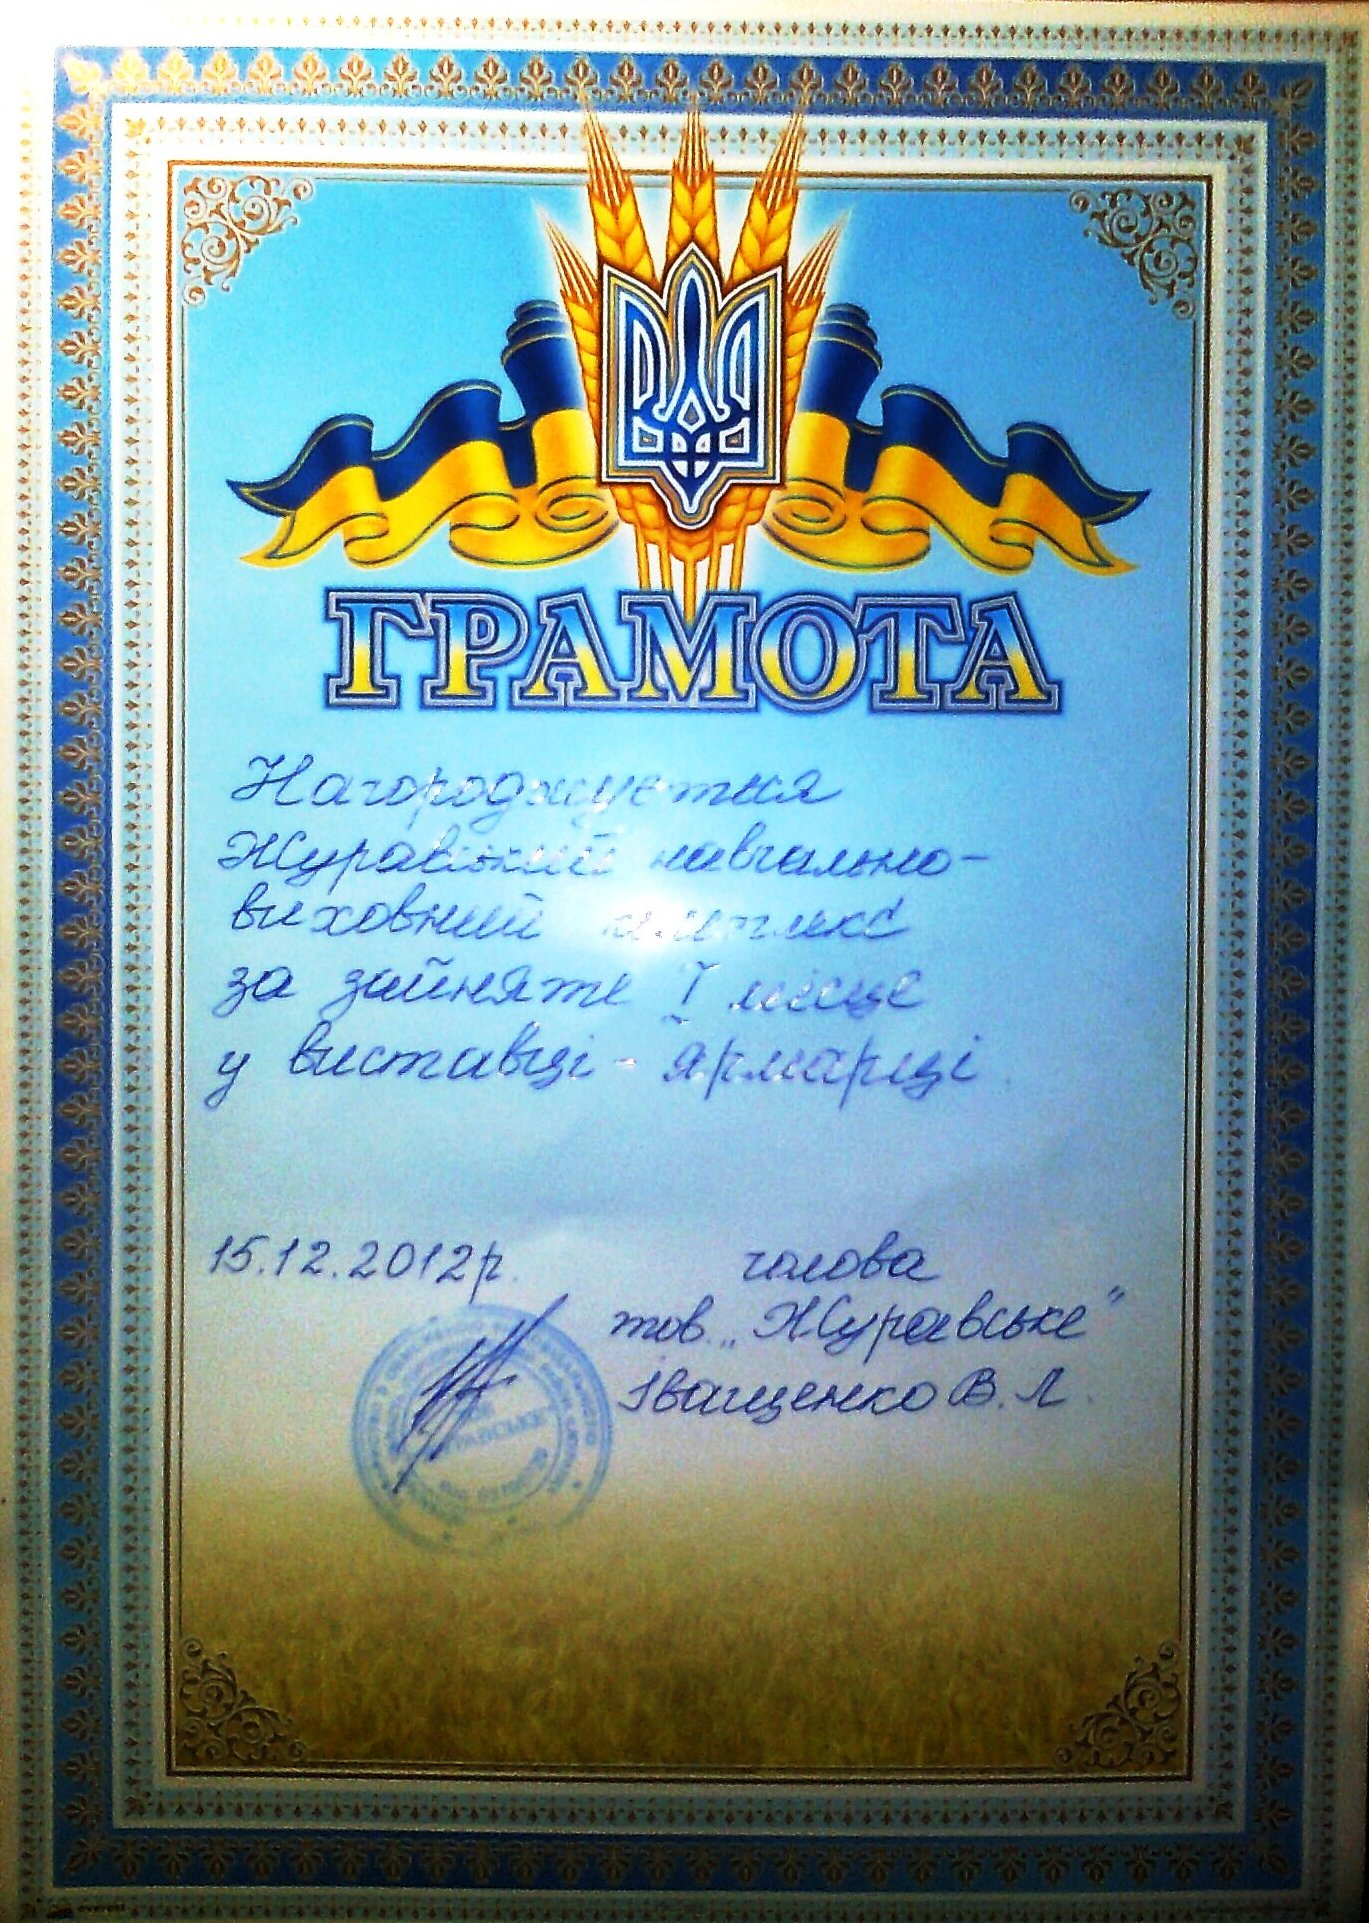 ГРАМОТА
Нагороджується
Журавський навчально-
виховний комплекс
за зайняте І місце
у виставці - ярмарці
15.12.2012р.
голова
тов „Журавське"
Іващенко В. Л.